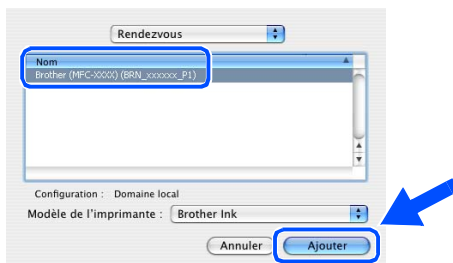 Rendezvous
Nom
Brother (MFC-XXXX) (BRN_xxxxxx_P1)
Configuration : Domaine local
Modèle de l'imprimante : Brother Ink
Annuler Ajouter